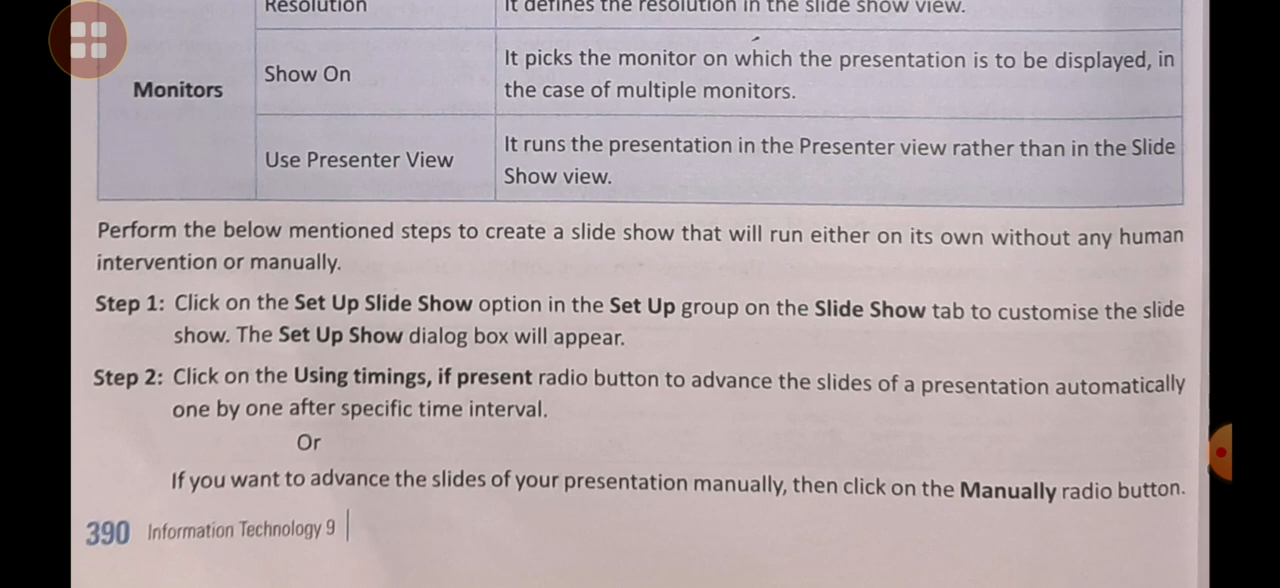 Resolution
It defines the resolution in the slide show view.
Monitors
Show On
It picks the monitor on which the presentation is to be displayed, in
the case of multiple monitors.
Use Presenter View
It runs the presentation in the Presenter view rather than in the Slide
Show view.
Perform the below mentioned steps to create a slide show that will run either on its own without any human
intervention or manually.
Step 1: Click on the Set Up Slide Show option in the Set Up group on the Slide Show tab to customise the slide
show. The Set Up Show dialog box will appear.
Step 2: Click on the Using timings, if present radio button to advance the slides of a presentation automatically
one by one after specific time interval.
Or
If you want to advance the slides of your presentation manually, then click on the Manually radio button.
390 Information Technology 9